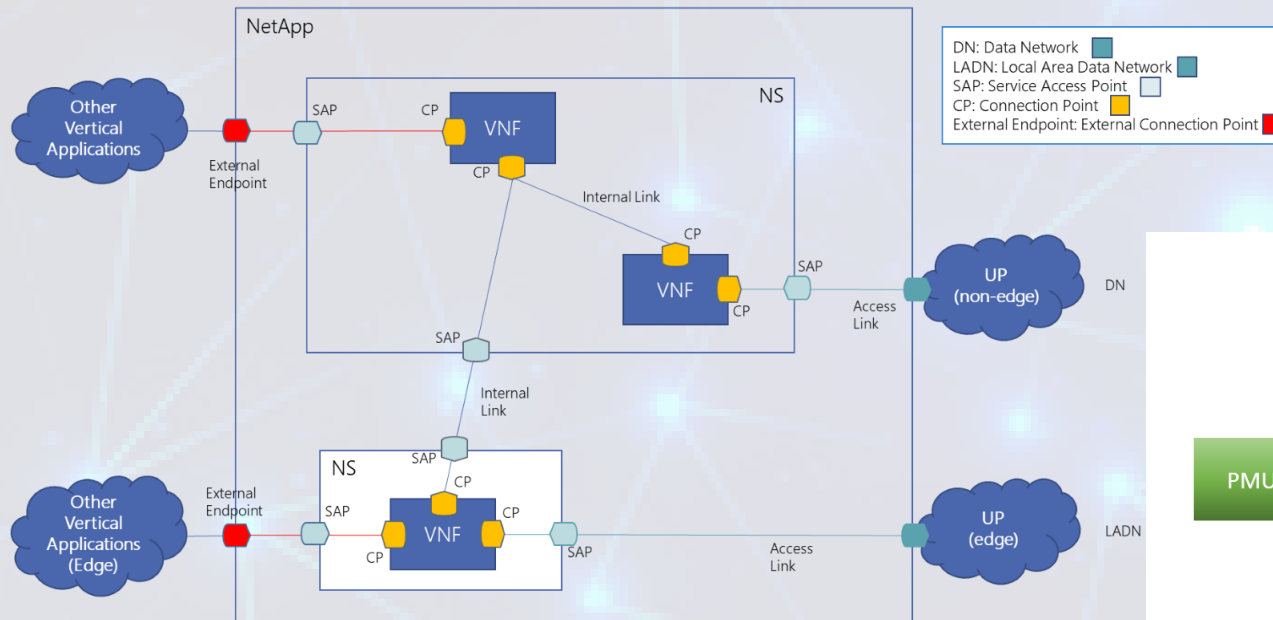 NetApp
DN: Data Network
LADN: Local Area Data Network
SAP: Service Access Point
CP: Connection Point
External Endpoint: External Connection Point
Other
Vertical
Applications
External
Endpoint
SAP
CP
VNF
NS
CP
Internal Link
CP
VNF
CP
SAP
Access
Link
UP
(non-edge)
DN
SAP
Internal
Link
SAP
NS
CP
Other
Vertical
Applications
(Edge)
External
Endpoint
SAP
CP
VNF
CP
SAP
Access
Link
UP
(edge)
LADN
PMU